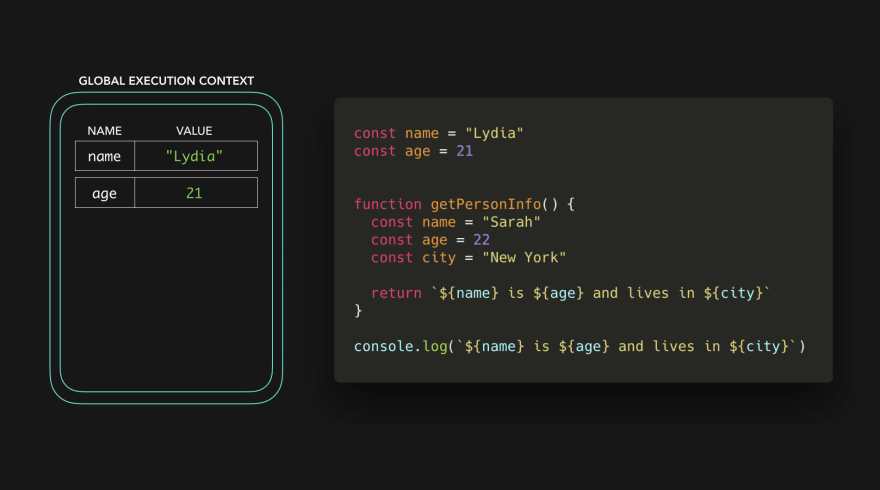 GLOBAL EXECUTION CONTEXT
NAME VALUE
name "Lydia"
age 21
const name = "Lydia"
const age = 21
function getPersonInfo() {
  const name = "Sarah"
  const age = 22
  const city = "New York"
  return `${name} is ${age} and lives in ${city}`
}
console.log(`${name} is ${age} and lives in ${city}`)